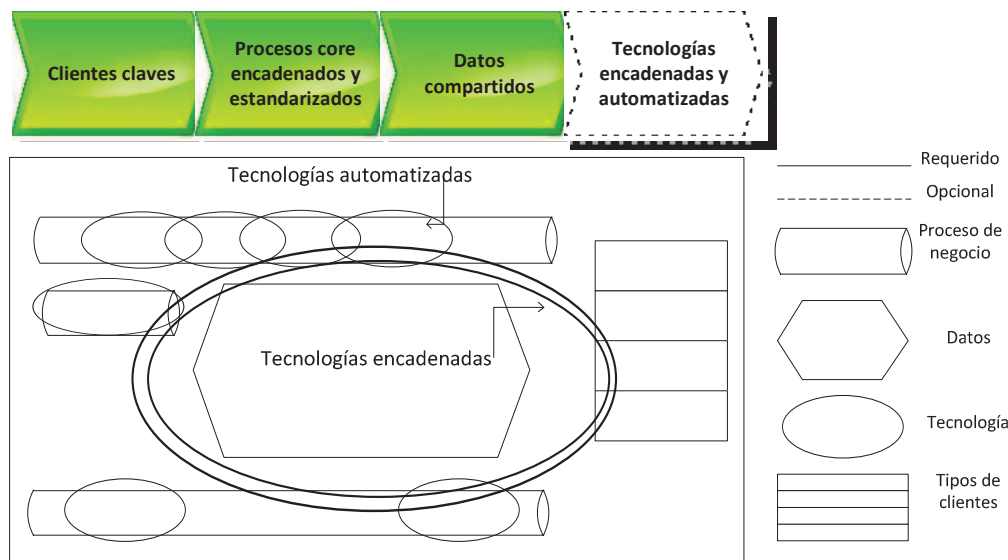 Clientes claves
Procesos core
encadenados y
estandarizados
Datos
compartidos
Tecnologías
encadenadas y
automatizadas
Tecnologías automatizadas
Tecnologías encadenadas
Requerido
Opcional
Proceso de
negocio
Datos
Tecnología
Tipos de
clientes